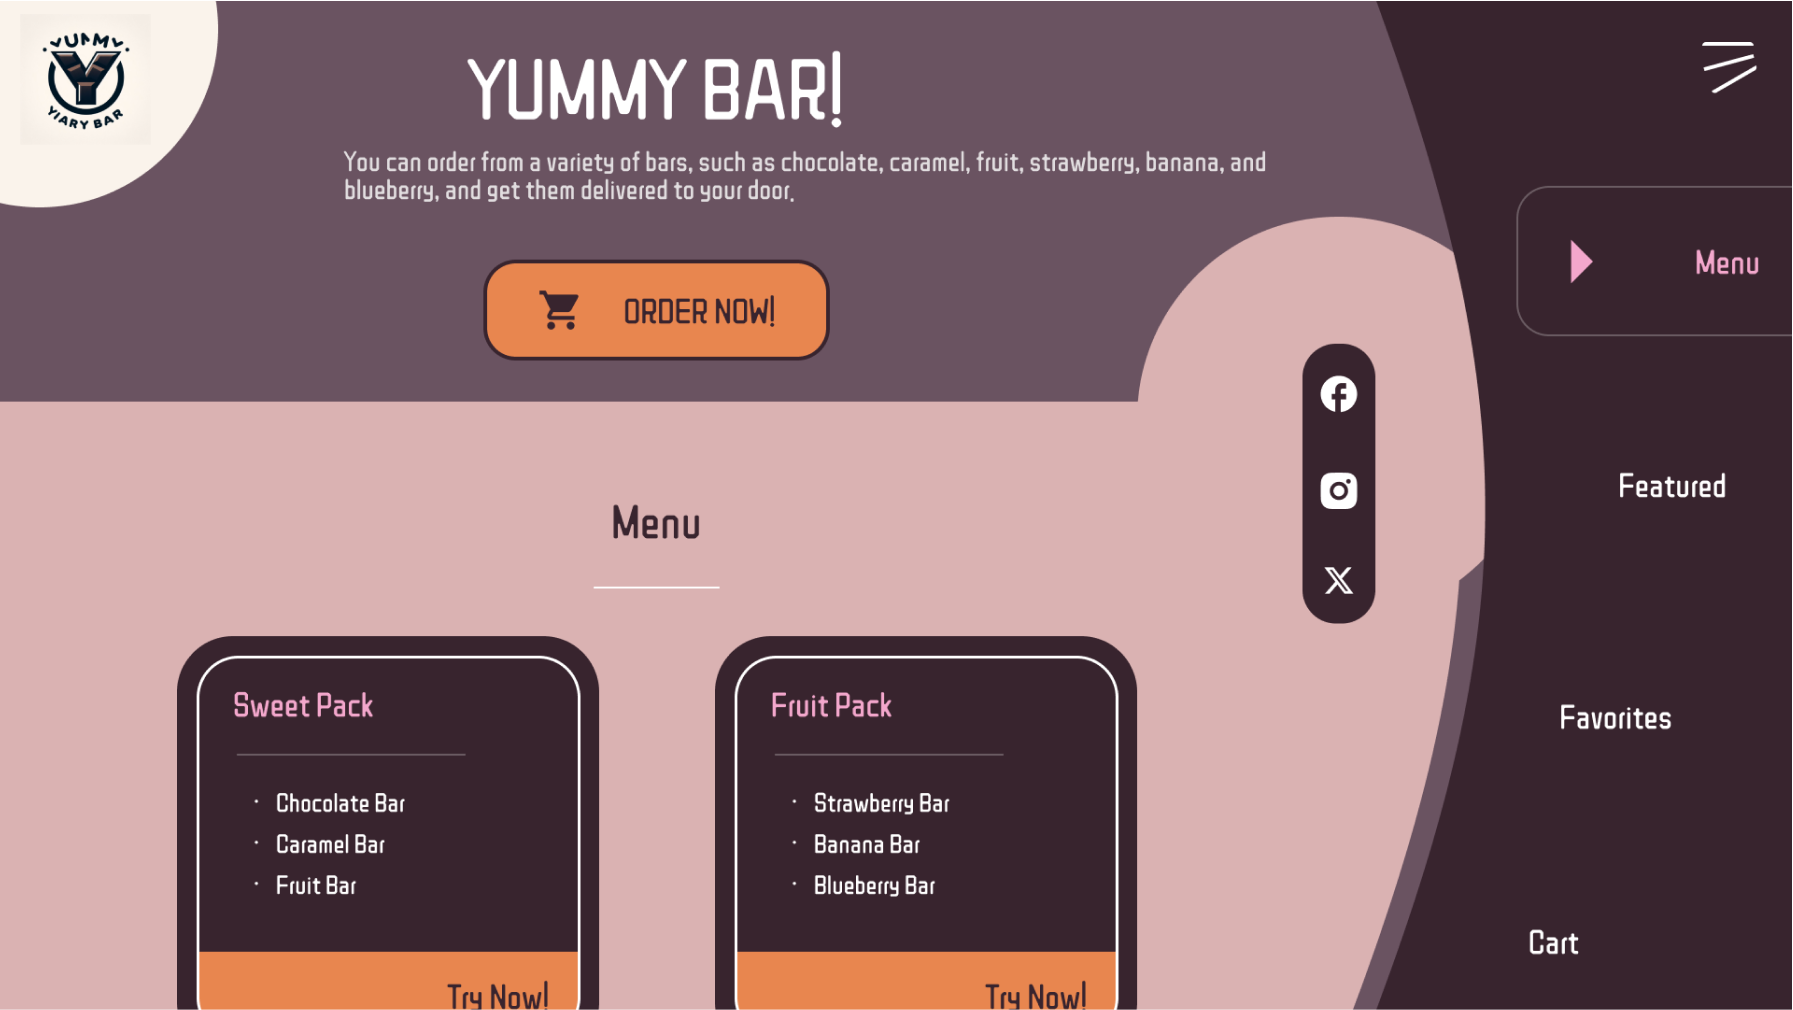 YUMMY
Y
YIARY BAR
YUMMY BAR!
You can order from a variety of bars, such as chocolate, caramel, fruit, strawberry, banana, and
blueberry, and get them delivered to your door.
ORDER NOW!
Menu
Featured
Favorites
Cart
Menu
Sweet Pack
· Chocolate Bar
· Caramel Bar
· Fruit Bar
Try Now!
Fruit Pack
· Strawberry Bar
· Banana Bar
· Blueberry Bar
Try Now!